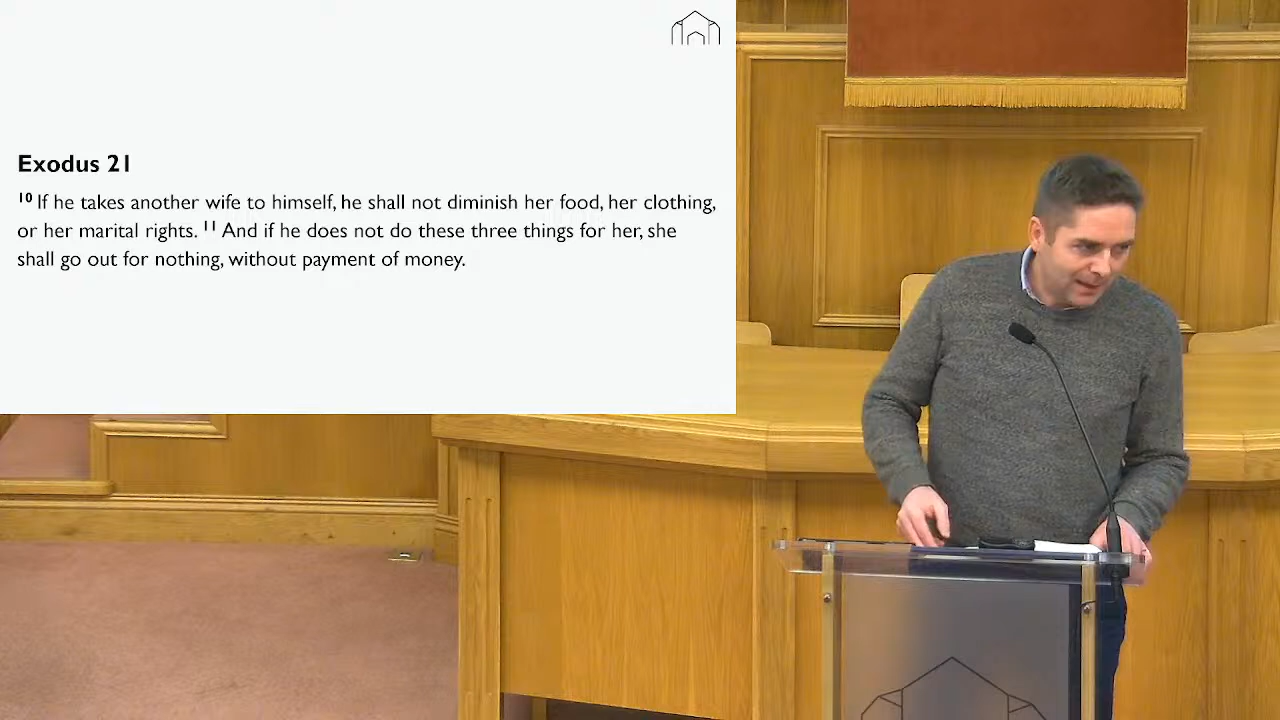 Exodus 21
10 If he takes another wife to himself, he shall not diminish her food, her clothing,
or her marital rights. 11 And if he does not do these three things for her, she
shall go out for nothing, without payment of money.